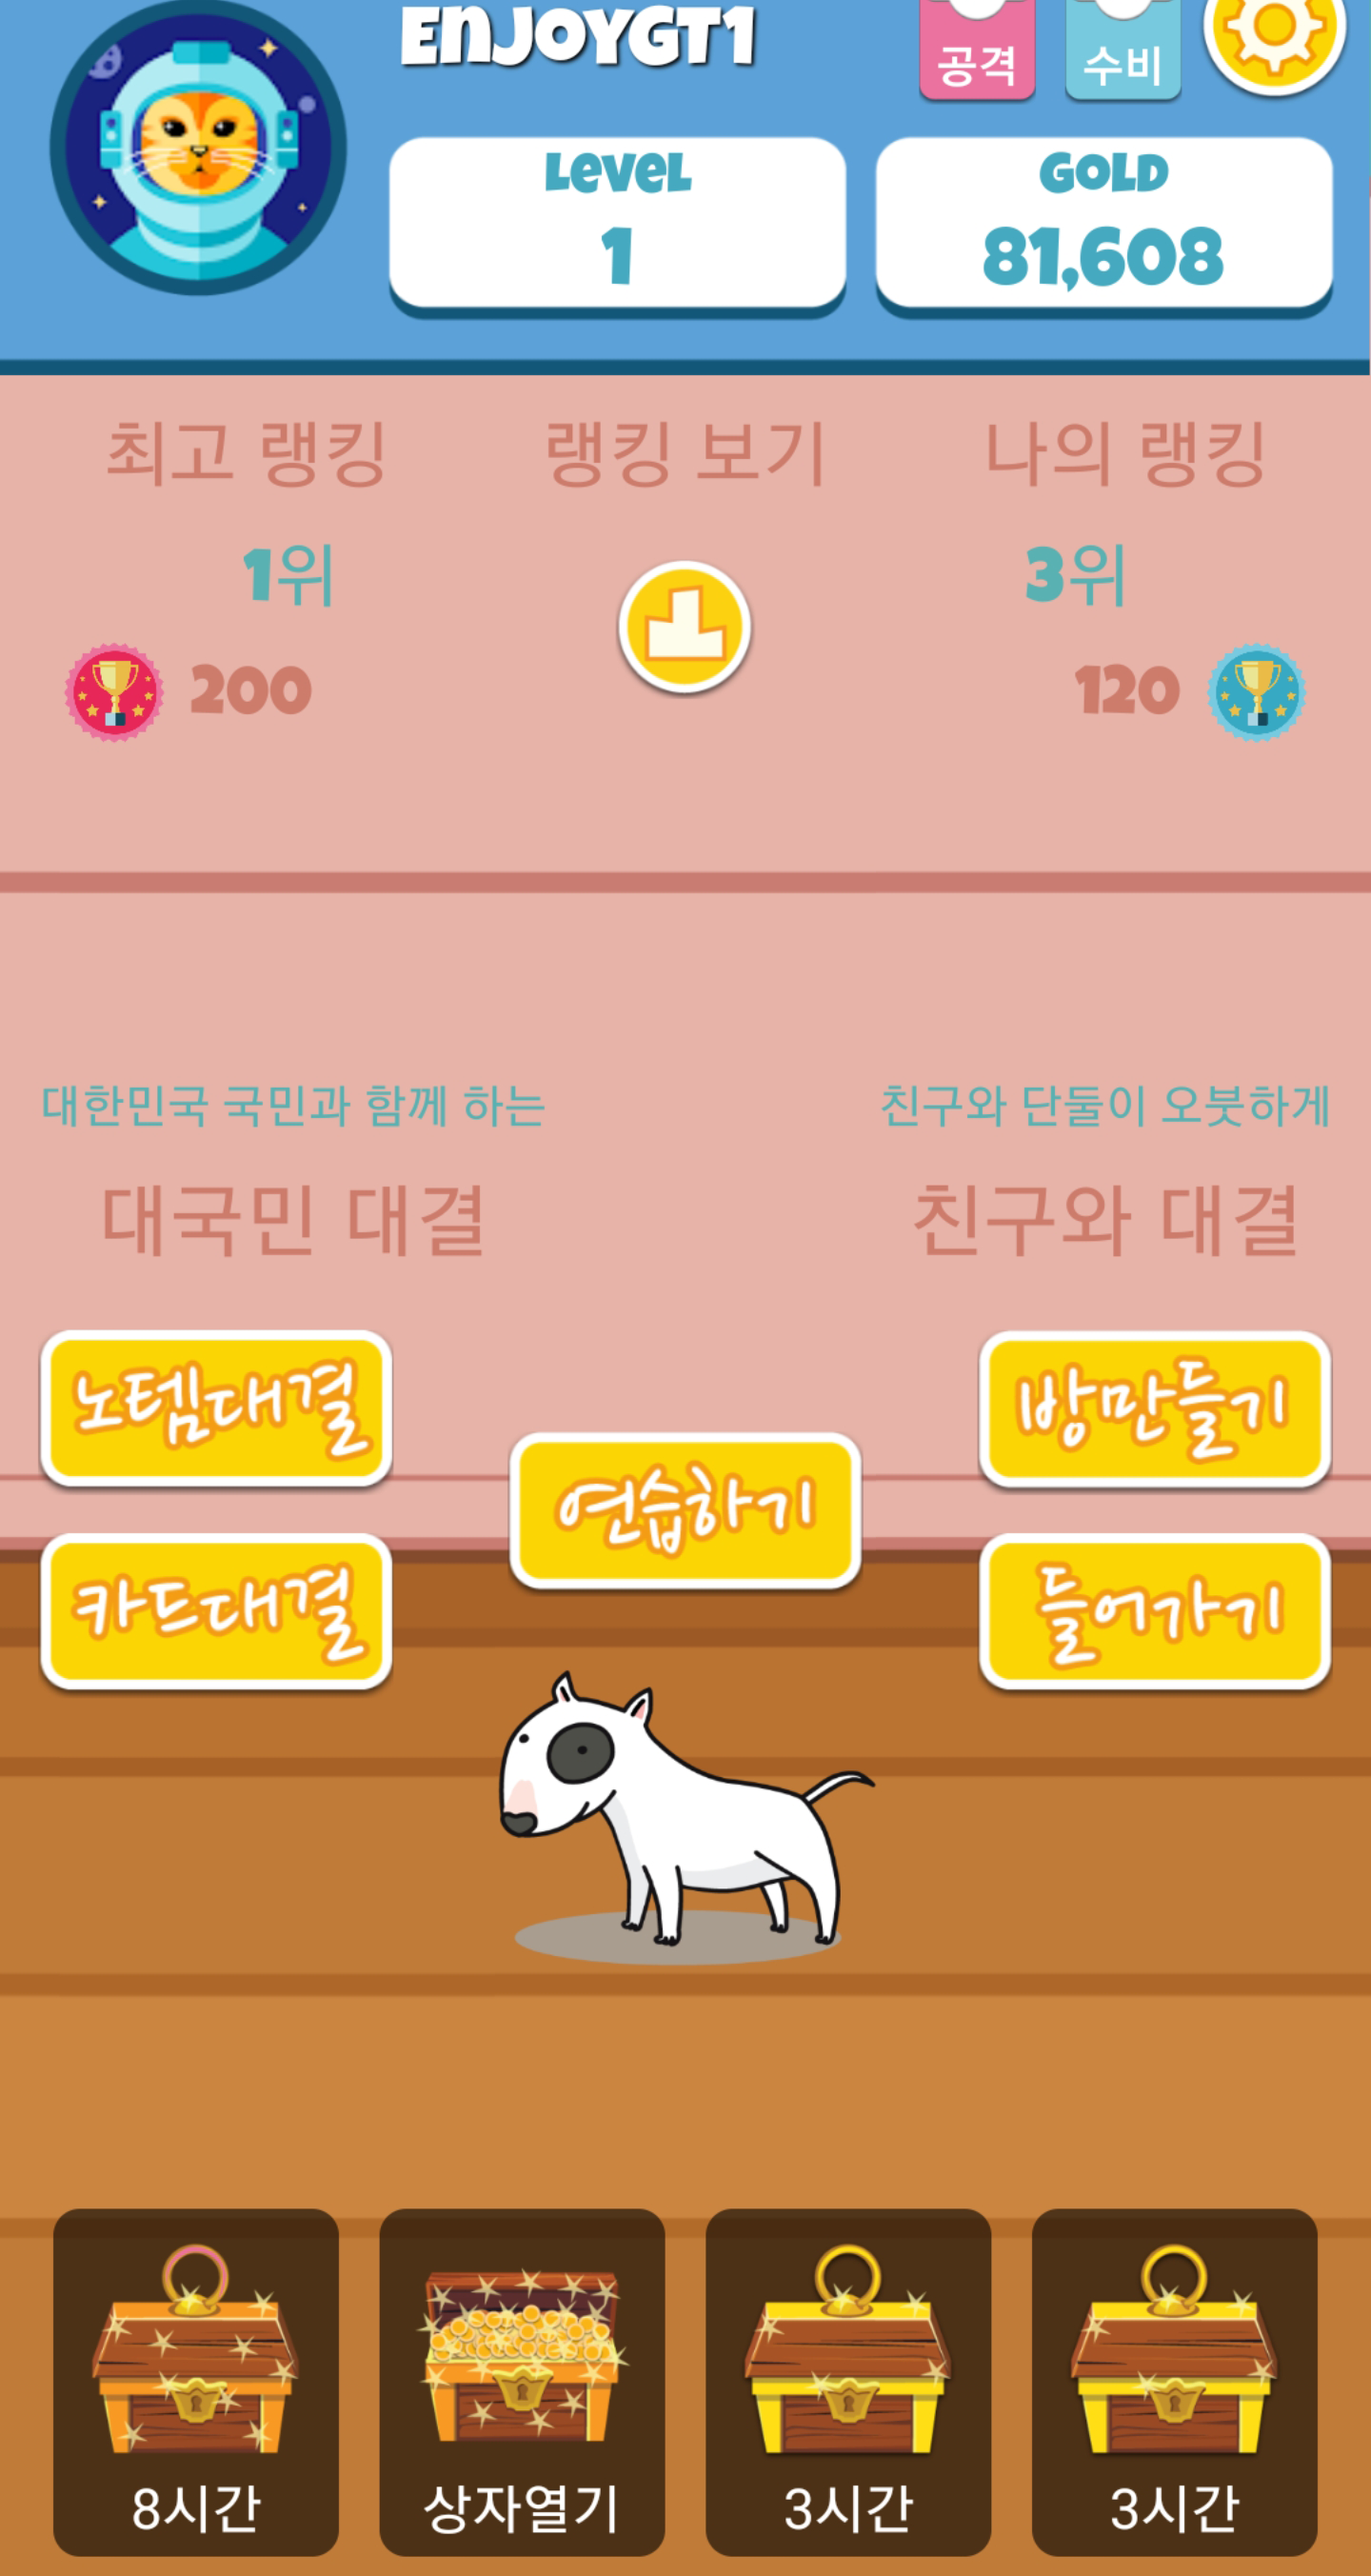 ENJOYGT1
공격
수비
LEVEL
1
GOLD
81,608
최고 랭킹
랭킹 보기
나의 랭킹
1위
3위
200
120
대한민국 국민과 함께 하는
친구와 단둘이 오붓하게
대국민 대결
친구와 대결
노템대결
방만들기
연습하기
카드대결
들어가기
8시간
상자열기
3시간
3시간